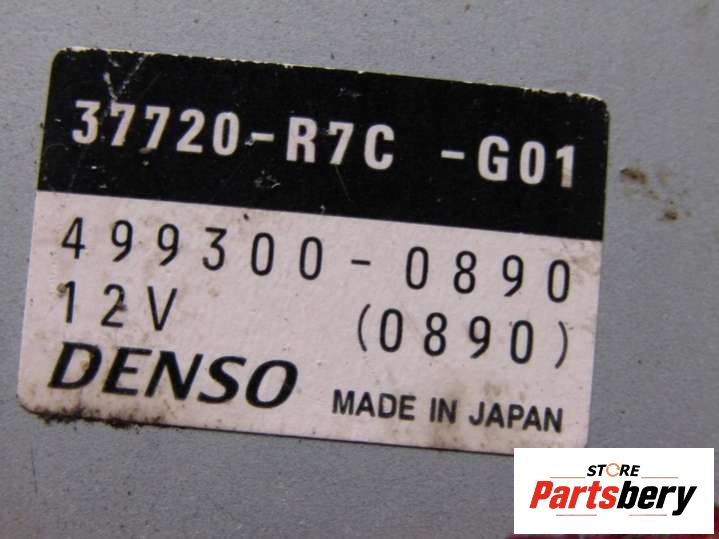 37720-R7C -G01
499300-0890
12V (0890)
DENSO MADE IN JAPAN
STORE
Partsbery